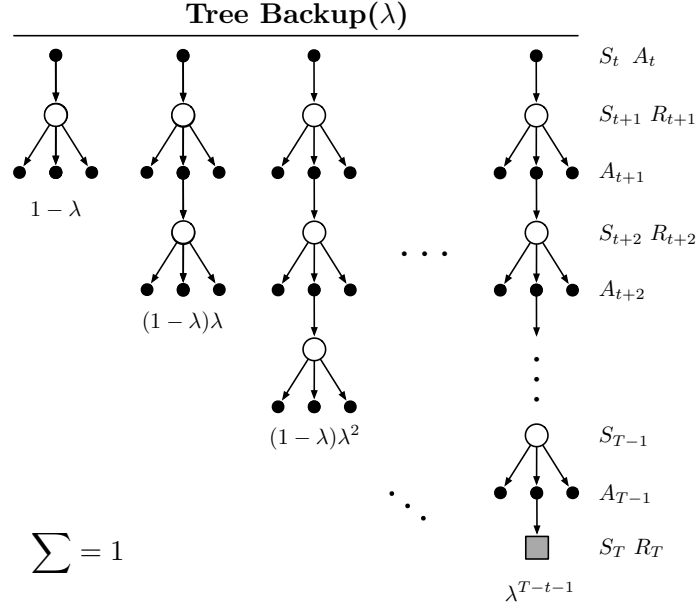 Tree Backup(λ)
S_t A_t
S_{t+1} R_{t+1}
A_{t+1}
1 − λ
S_{t+2} R_{t+2}
· · ·
A_{t+2}
(1 − λ)λ
(1 − λ)λ^2
S_{T−1}
A_{T−1}
∑ = 1
S_T R_T
λ^{T−t−1}